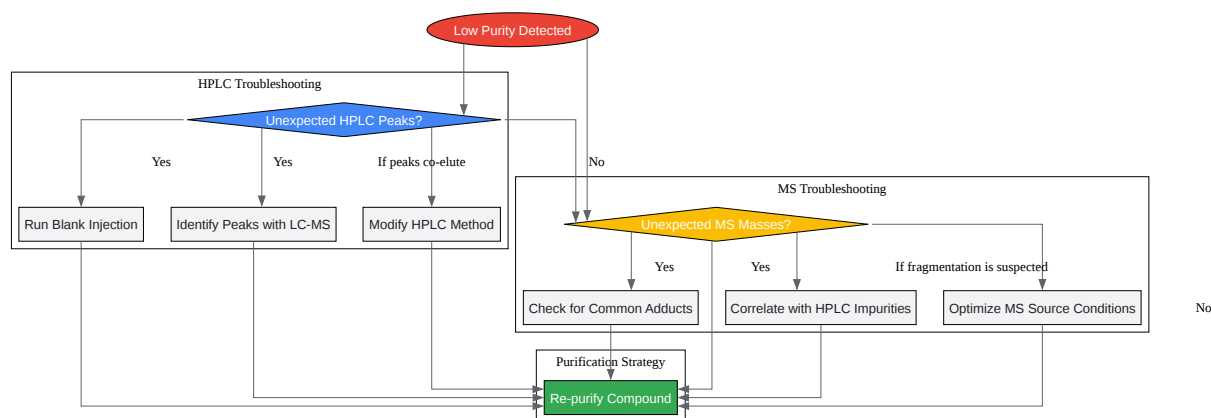 Low Purity Detected
HPLC Troubleshooting
Unexpected HPLC Peaks?
Yes
Yes
If peaks co-elute
No
MS Troubleshooting
Run Blank Injection
Identify Peaks with LC-MS
Modify HPLC Method
Unexpected MS Masses?
Yes
Yes
If fragmentation is suspected
Check for Common Adducts
Correlate with HPLC Impurities
Optimize MS Source Conditions
No
Purification Strategy
Re-purify Compound